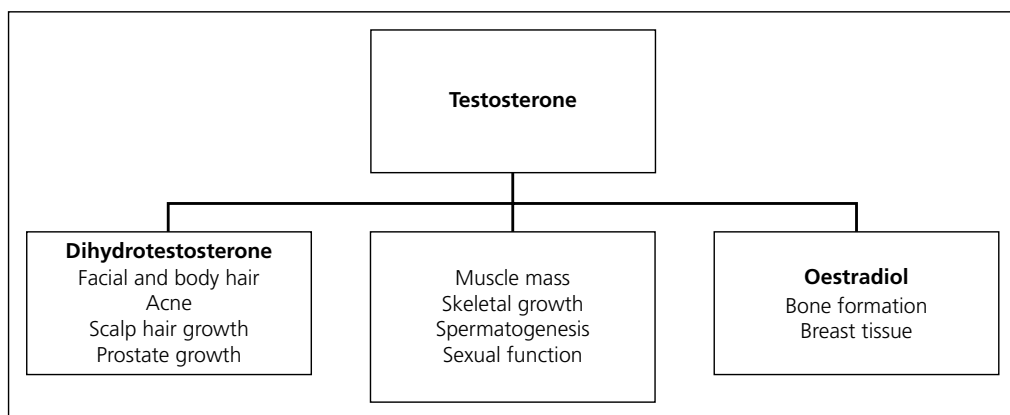 Testosterone
Dihydrotestosterone
Facial and body hair
Acne
Scalp hair growth
Prostate growth
Muscle mass
Skeletal growth
Spermatogenesis
Sexual function
Oestradiol
Bone formation
Breast tissue